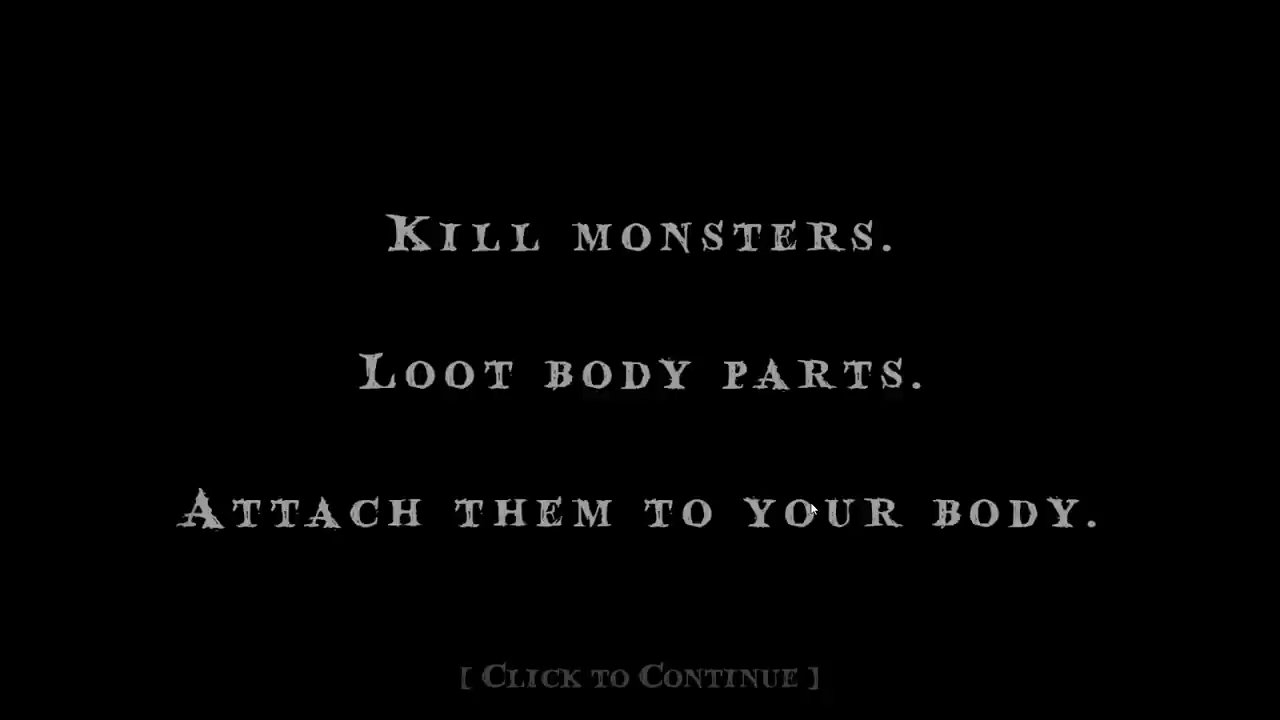 Kill monsters.
Loot body parts.
Attach them to your body.
[ Click to Continue ]